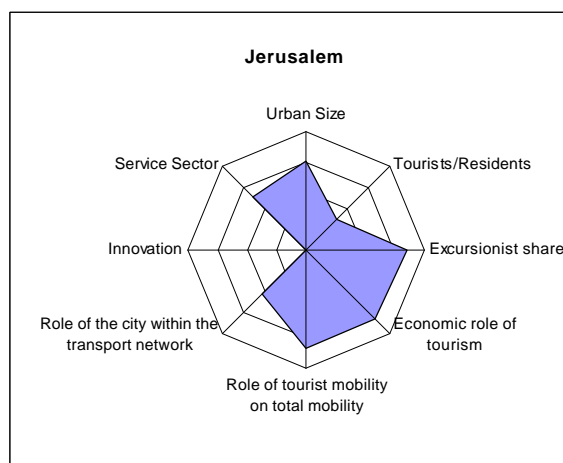 Jerusalem
Urban Size
Service Sector
Tourists/Residents
Innovation
Excursionist share
Role of the city within the
transport network
Economic role of
tourism
Role of tourist mobility
on total mobility